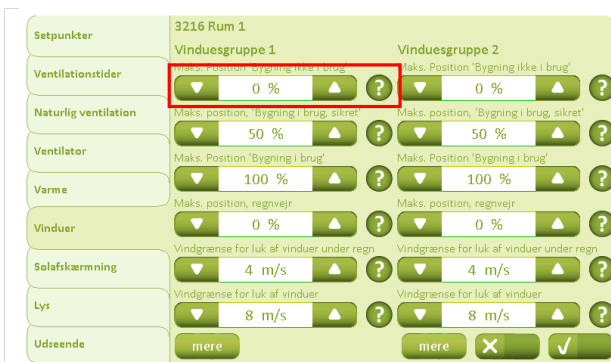 Setpunkter
Ventilationstider
Naturlig ventilation
Ventilator
Varme
Vinduer
Solafskærmning
Lys
Udseende
3216 Rum 1
Vinduesgruppe 1
Maks. Position 'Bygning ikke i brug'
0 %
?
Maks. position, 'Bygning i brug, sikret'
50 %
?
Maks. Position 'Bygning i brug'
100 %
?
Maks. position, regnvejr
0 %
?
Vindgrænse for luk af vinduer under regn
4 m/s
?
Vindgrænse for luk af vinduer
8 m/s
?
mere
Vinduesgruppe 2
Maks. Position 'Bygning ikke i brug'
0 %
?
Maks. position, 'Bygning i brug, sikret'
50 %
?
Maks. Position 'Bygning i brug'
100 %
?
Maks. position, regnvejr
0 %
?
Vindgrænse for luk af vinduer under regn
4 m/s
?
Vindgrænse for luk af vinduer
8 m/s
?
mere